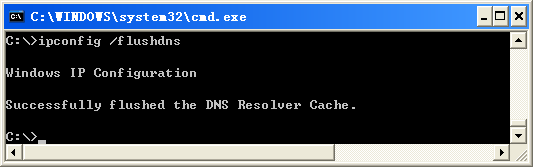 C:\WINDOWS\system32\cmd.exe
C:\>ipconfig /flushdns
Windows IP Configuration
Successfully flushed the DNS Resolver Cache.
C:\>